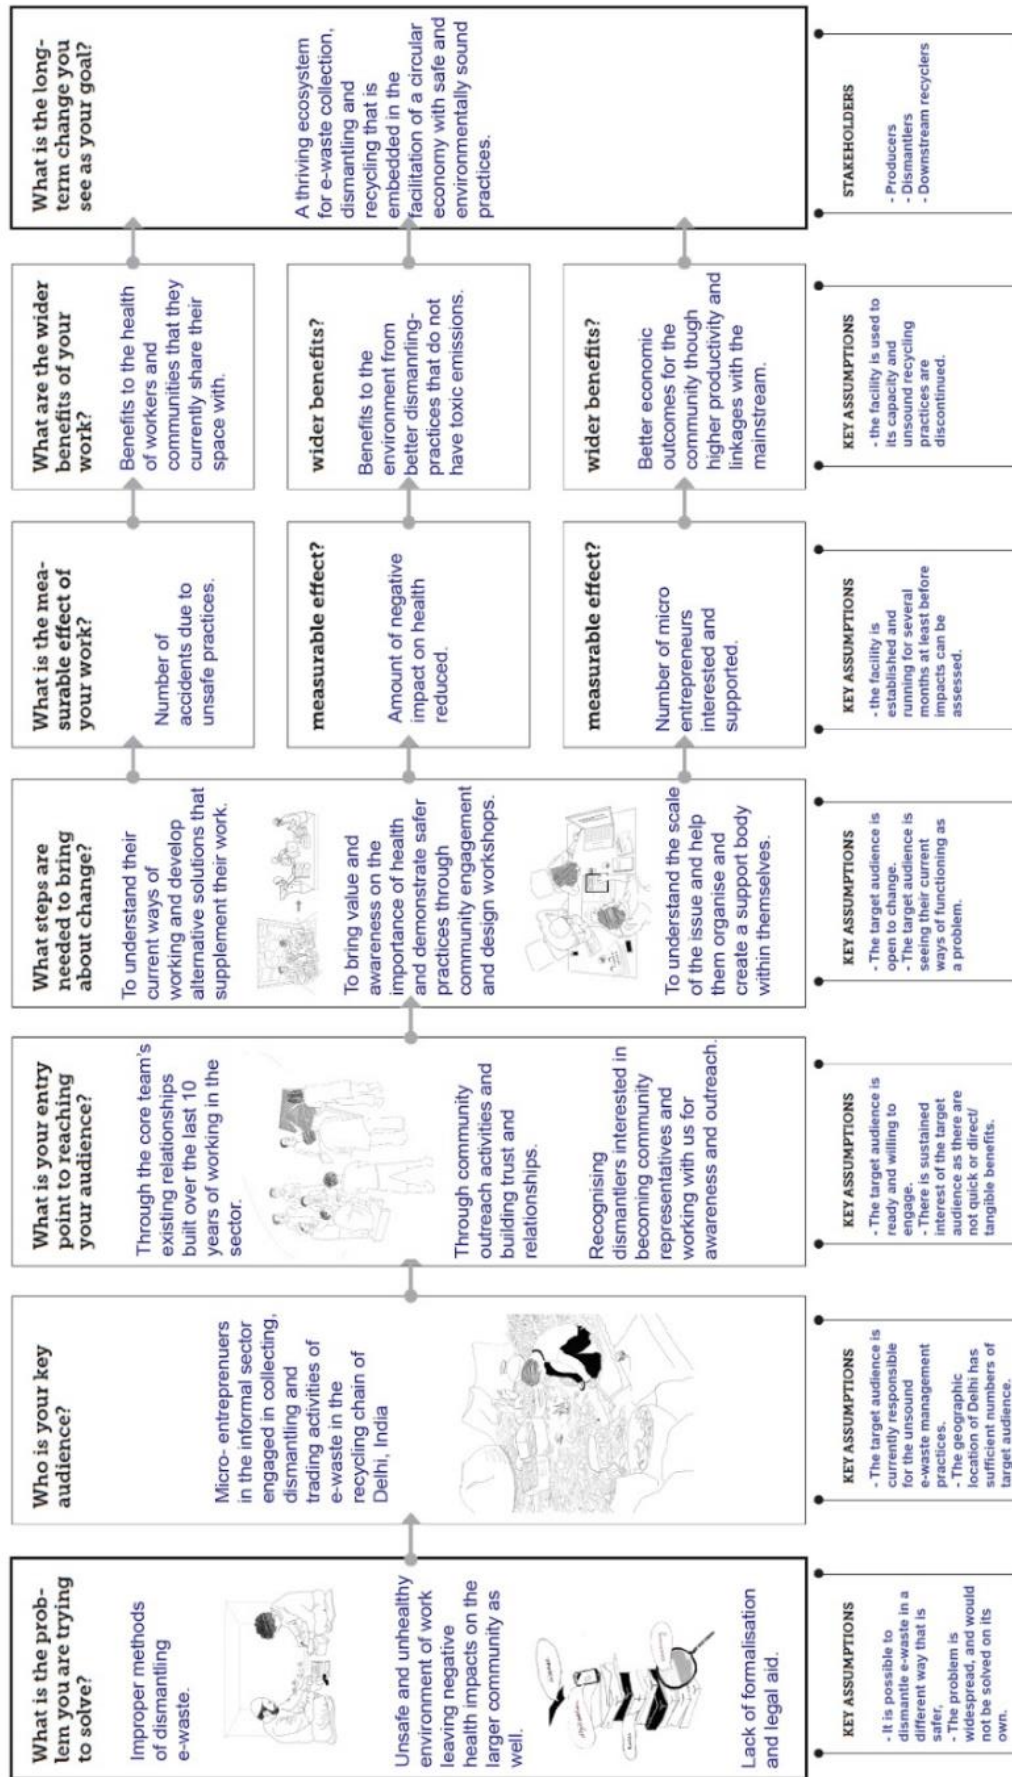 What is the prob-
lem you are trying
to solve?
Improper methods
of dismantling
e-waste.
Unsafe and unhealthy
environment of work
leaving negative
health impacts on the
larger community as
well.
Lack of formalisation
and legal aid.
KEY ASSUMPTIONS
- It is possible to
dismantle e-waste in a
different way that is
safer,
- The problem is
widespread, and would
not be solved on its
own.
Who is your key
audience?
Micro- entreprenuers
in the informal sector
engaged in collecting,
dismantling and
trading activities of
e-waste in the
recycling chain of
Delhi, India
KEY ASSUMPTIONS
- The target audience is
currently responsible
for the unsound
e-waste management
practices.
- The geographic
location of Delhi has
sufficient numbers of
target audience.
What is your entry
point to reaching
your audience?
Through the core team's
existing relationships
built over the last 10
years of working in the
sector.
Through community
outreach activities and
building trust and
relationships.
Recognising
dismantlers interested in
becoming community
representatives and
working with us for
awareness and outreach.
KEY ASSUMPTIONS
- The target audience is
ready and willing to
engage.
- There is sustained
interest of the target
audience as there are
not quick or direct/
tangible benefits.
What steps are
needed to bring
about change?
To understand their
current ways of
working and develop
alternative solutions that
supplement their work.
To bring value and
awareness on the
importance of health
and demonstrate safer
practices through
community engagement
and design workshops.
To understand the scale
of the issue and help
them organise and
create a support body
within themselves.
KEY ASSUMPTIONS
- The target audience is
open to change.
- The target audience is
seeing their current
ways of functioning as
a problem.
What is the mea-
surable effect of
your work?
Number of
accidents due to
unsafe practices.
measurable effect?
Amount of negative
impact on health
reduced.
measurable effect?
Number of micro
entrepreneurs
interested and
supported.
KEY ASSUMPTIONS
- the facility is
established and
running for several
months at least before
impacts can be
assessed.
What are the wider
benefits of your
work?
Benefits to the health
of workers and
communities that they
currently share their
space with.
wider benefits?
Benefits to the
environment from
better dismantling-
practices that do not
have toxic emissions.
wider benefits?
Better economic
outcomes for the
community though
higher productivity and
linkages with the
mainstream.
KEY ASSUMPTIONS
- the facility is used to
its capacity and
unsound recycling
practices are
discontinued.
What is the long-
term change you
see as your goal?
A thriving ecosystem
for e-waste collection,
dismantling and
recycling that is
embedded in the
facilitation of a circular
economy with safe and
environmentally sound
practices.
STAKEHOLDERS
- Producers
- Dismantlers
- Downstream recyclers